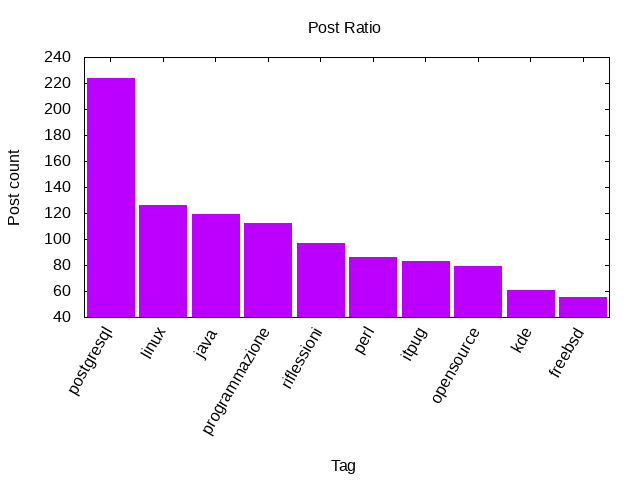 Post Ratio
240
220
200
180
160
140
120
100
80
60
40
Post count
postgresql
linux
java
programmazione
riflessioni
perl
itpug
opensource
kde
freebsd
Tag